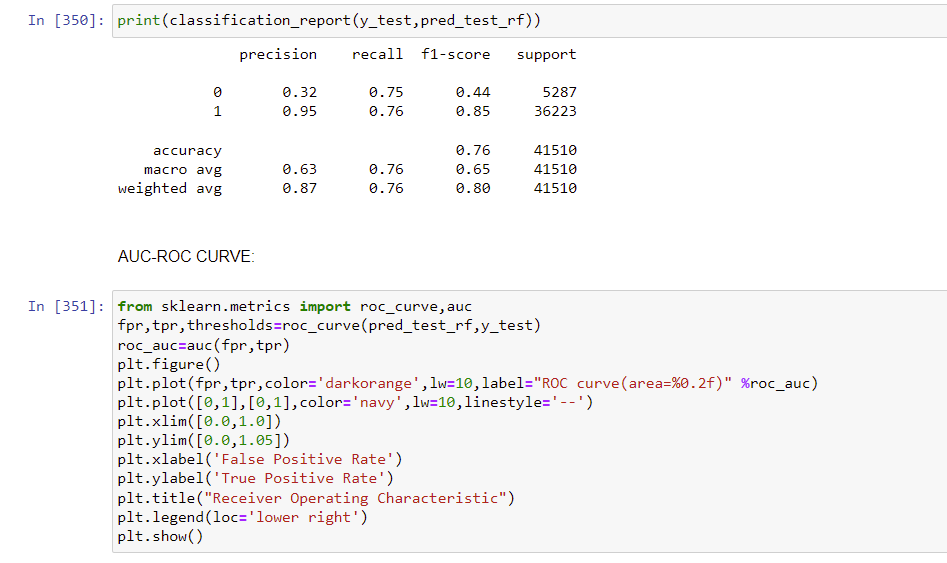 In [350]: print(classification_report(y_test,pred_test_rf))
precision recall f1-score support
0 0.32 0.75 0.44 5287
1 0.95 0.76 0.85 36223
accuracy 0.76 41510
macro avg 0.63 0.76 0.65 41510
weighted avg 0.87 0.76 0.80 41510
AUC-ROC CURVE:
In [351]: from sklearn.metrics import roc_curve,auc
fpr,tpr,thresholds=roc_curve(pred_test_rf,y_test)
roc_auc=auc(fpr,tpr)
plt.figure()
plt.plot(fpr,tpr,color='darkorange',lw=10,label="ROC curve(area=%0.2f)" %roc_auc)
plt.plot([0,1],[0,1],color='navy',lw=10,linestyle='--')
plt.xlim([0.0,1.0])
plt.ylim([0.0,1.05])
plt.xlabel('False Positive Rate')
plt.ylabel('True Positive Rate')
plt.title("Receiver Operating Characteristic")
plt.legend(loc='lower right')
plt.show()